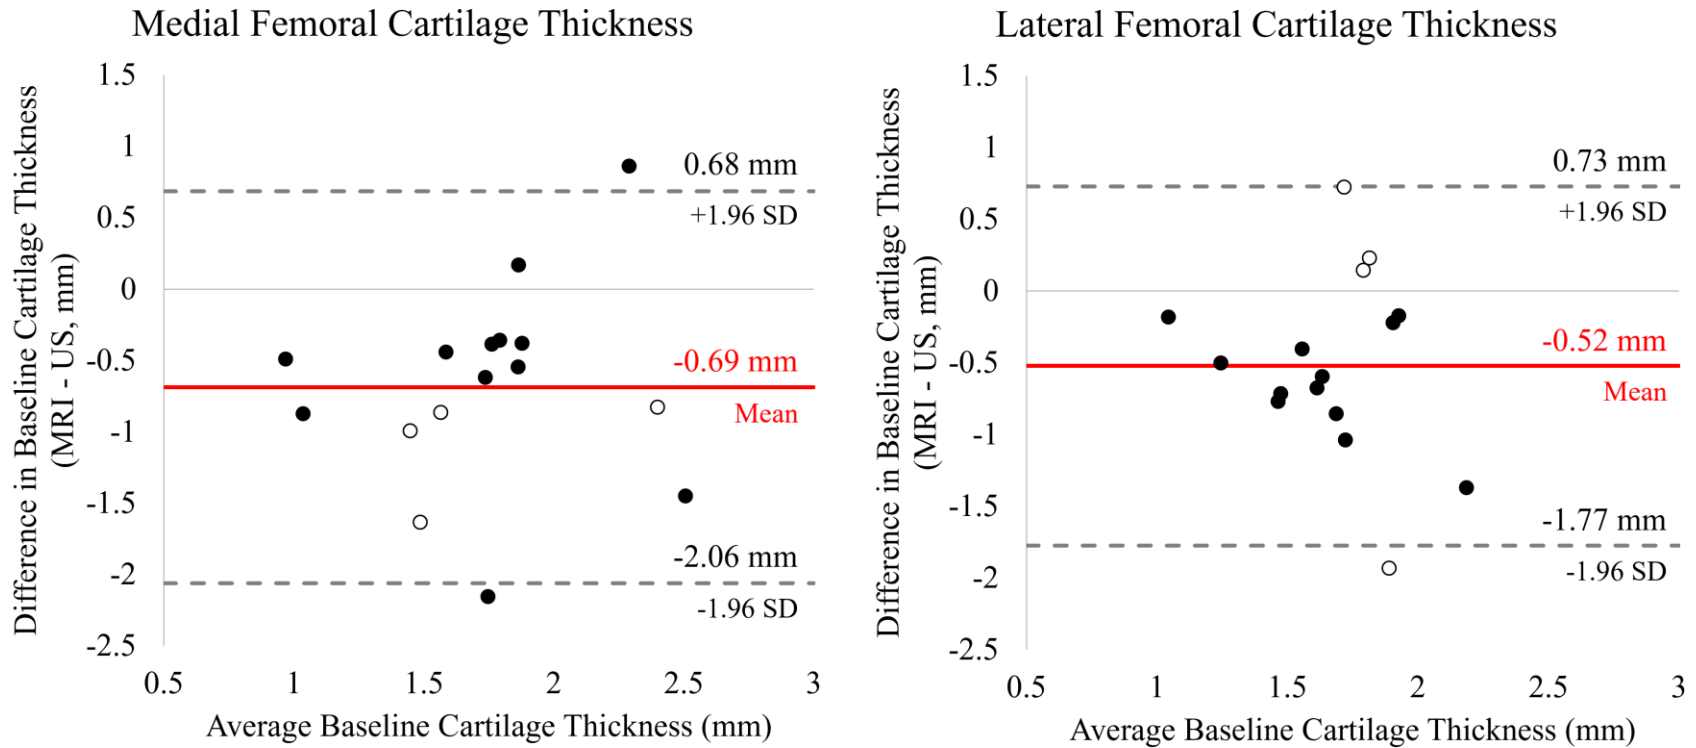 Medial Femoral Cartilage Thickness
Difference in Baseline Cartilage Thickness
(MRI - US, mm)
1.5
1
0.5
0
-0.5
-1
-1.5
-2
-2.5
0.68 mm
+1.96 SD
-0.69 mm
Mean
-2.06 mm
-1.96 SD
0.5 1 1.5 2 2.5 3
Average Baseline Cartilage Thickness (mm)
Lateral Femoral Cartilage Thickness
Difference in Baseline Cartilage Thickness
(MRI - US, mm)
1.5
1
0.5
0
-0.5
-1
-1.5
-2
-2.5
0.73 mm
+1.96 SD
-0.52 mm
Mean
-1.77 mm
-1.96 SD
0.5 1 1.5 2 2.5 3
Average Baseline Cartilage Thickness (mm)